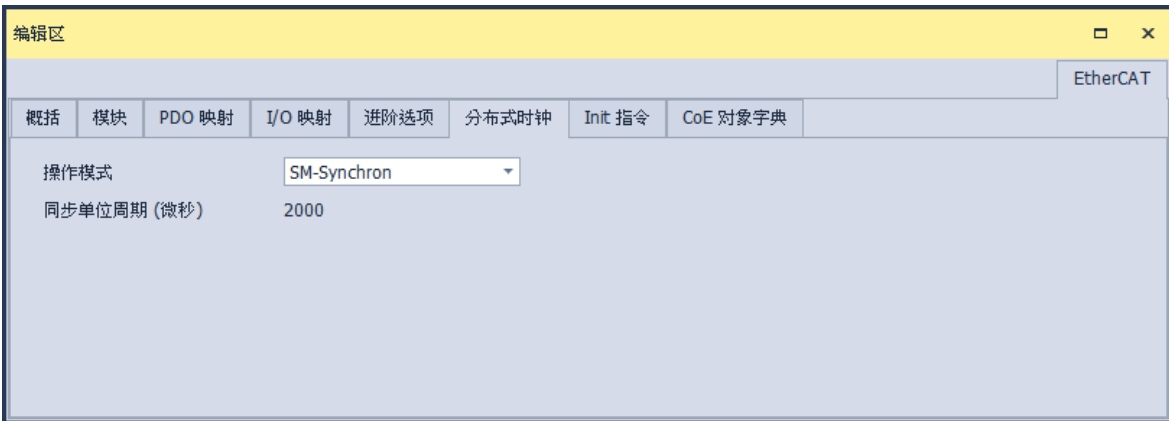 编辑区
EtherCAT
概括 模块 PDO 映射 I/O 映射 进阶选项 分布式时钟 Init 指令 CoE 对象字典
操作模式 SM-Synchron
同步单位周期 (微秒) 2000